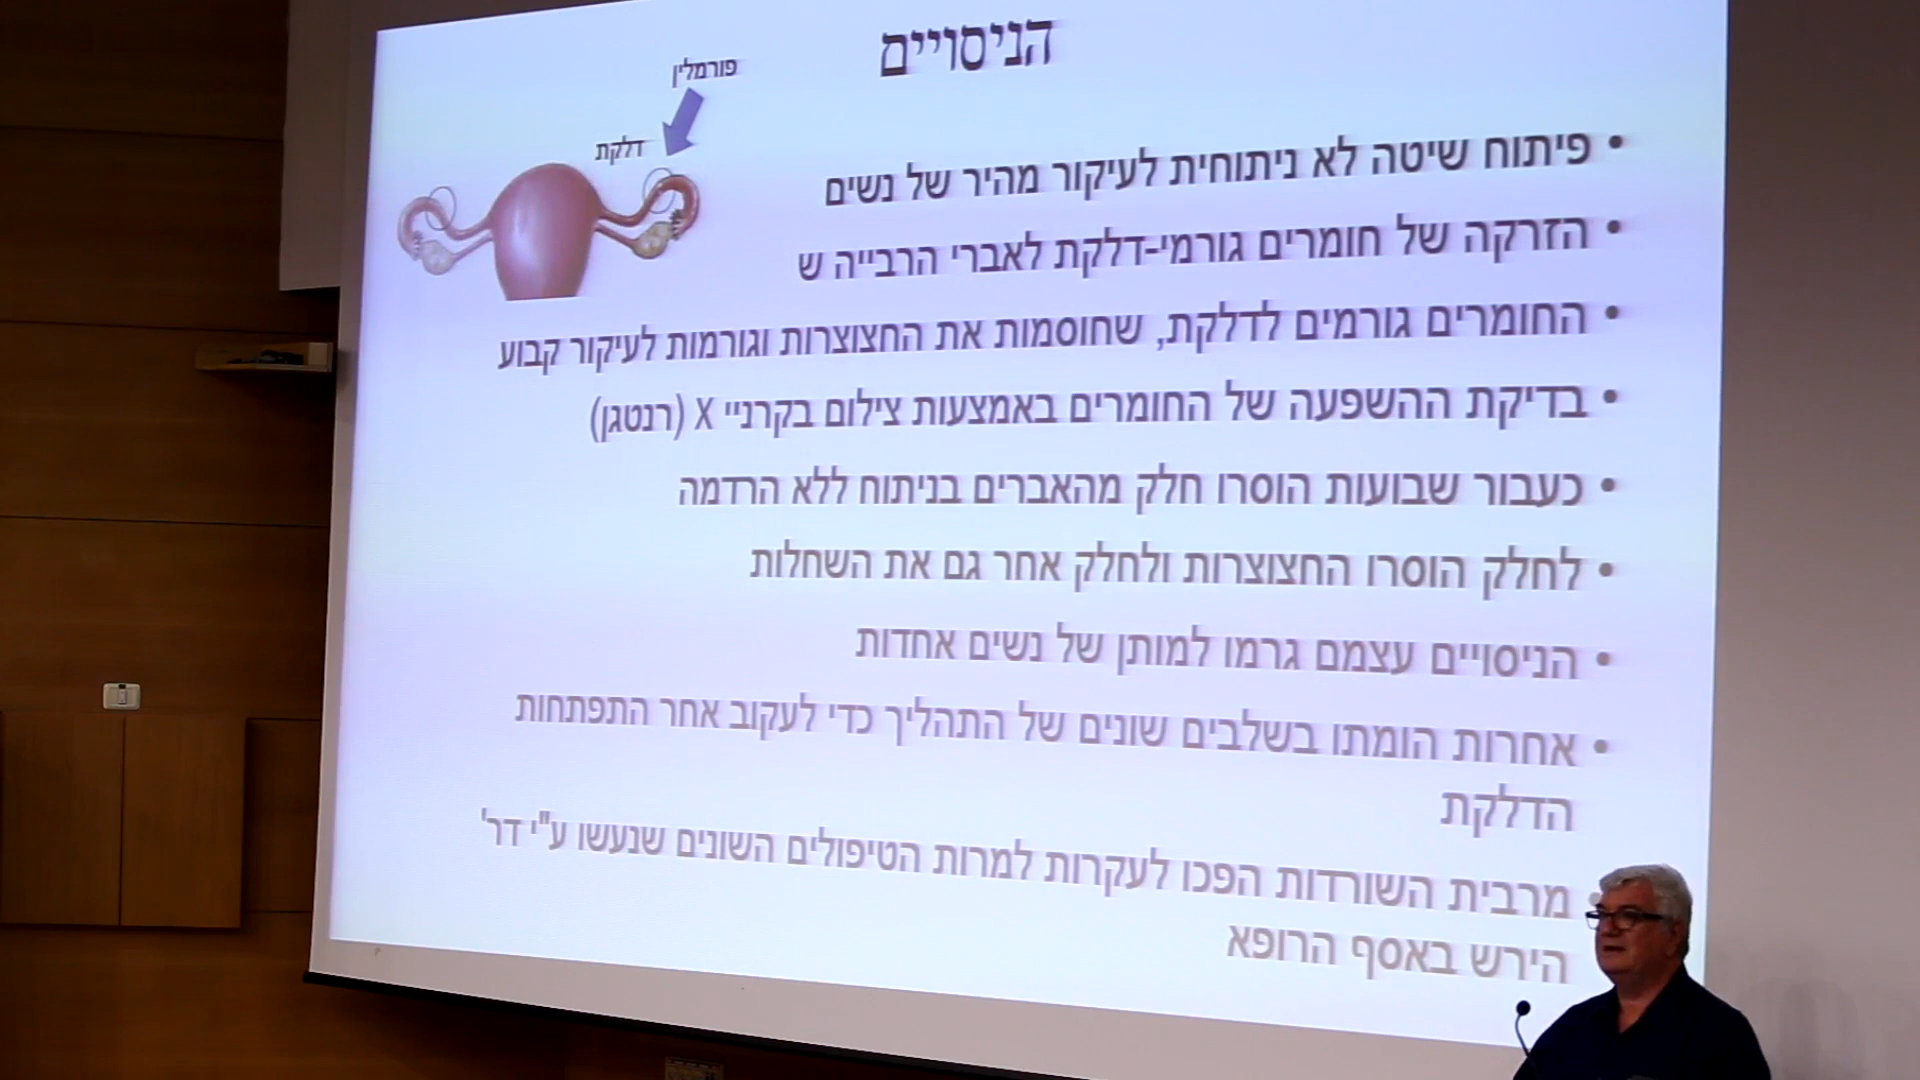 הניסויים
פורמלין
דלקת
• פיתוח שיטה לא ניתוחית לעיקור מהיר של נשים
• הזרקה של חומרים גורמי-דלקת לאברי הרבייה ש
• החומרים גורמים לדלקת, שחוסמות את החצוצרות וגורמות לעיקור קבוע
• בדיקת ההשפעה של החומרים באמצעות צילום בקרניי X (רנטגן)
• כעבור שבועות הוסרו חלק מהאברים בניתוח ללא הרדמה
• לחלק הוסרו החצוצרות ולחלק אחר גם את השחלות
• הניסויים עצמם גרמו למותן של נשים אחדות
• אחרות הומתו בשלבים שונים של התהליך כדי לעקוב אחר התפתחות
הדלקת
• מרבית השורדות הפכו לעקרות למרות הטיפולים השונים שנעשו ע"י דר'
הירש באסף הרופא